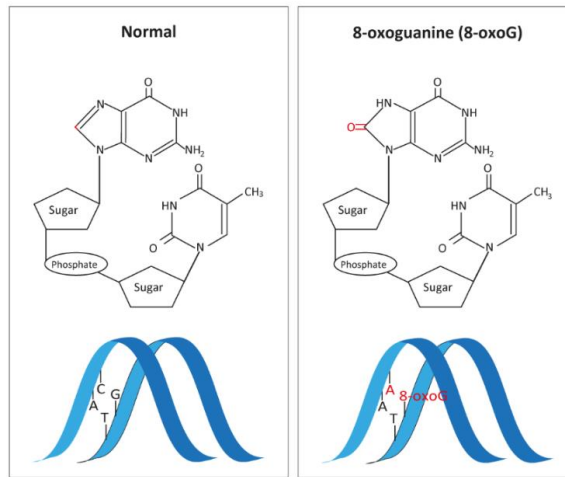 Normal
O
N
NH
N
N
NH₂
O
CH₃
HN
O
N
Sugar
Phosphate
Sugar
C
A
G
T
8-oxoguanine (8-oxoG)
O
HN
NH
O
N
N
NH₂
O
CH₃
HN
O
N
Sugar
Phosphate
Sugar
A
A
8-oxoG
T